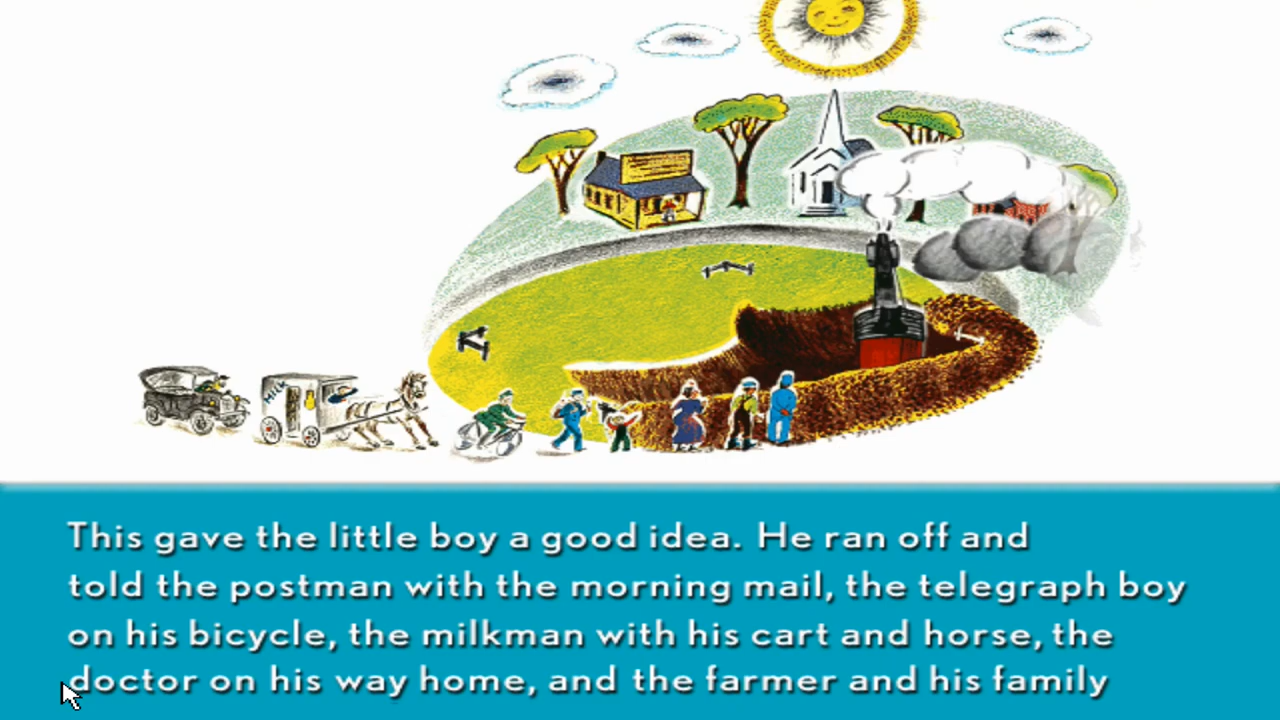 MILK
This gave the little boy a good idea. He ran off and
told the postman with the morning mail, the telegraph boy
on his bicycle, the milkman with his cart and horse, the
doctor on his way home, and the farmer and his family